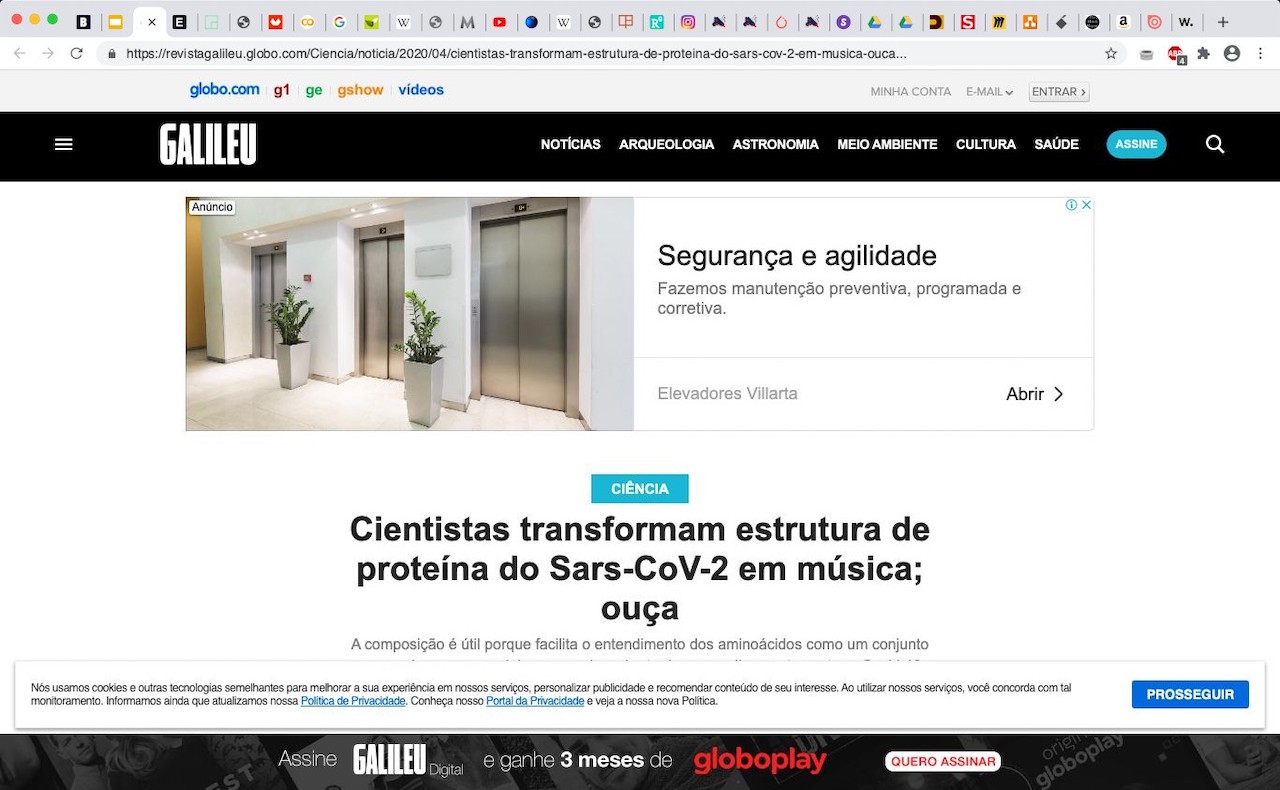 https://revistagalileu.globo.com/Ciencia/noticia/2020/04/cientistas-transformam-estrutura-de-proteina-do-sars-cov-2-em-musica-ouca...
globo.com g1 ge gshow vídeos MINHA CONTA E-MAIL ENTRAR
GALILEU NOTÍCIAS ARQUEOLOGIA ASTRONOMIA MEIO AMBIENTE CULTURA SAÚDE ASSINE
Anúncio
Segurança e agilidade
Fazemos manutenção preventiva, programada e
corretiva.
Elevadores Villarta Abrir
CIÊNCIA
Cientistas transformam estrutura de
proteína do Sars-CoV-2 em música;
ouça
A composição é útil porque facilita o entendimento dos aminoácidos como um conjunto
Nós usamos cookies e outras tecnologias semelhantes para melhorar a sua experiência em nossos serviços, personalizar publicidade e recomendar conteúdo de seu interesse. Ao utilizar nossos serviços, você concorda com tal
monitoramento. Informamos ainda que atualizamos nossa Política de Privacidade. Conheça nosso Portal da Privacidade e veja a nossa nova Política.
PROSSEGUIR
Assine GALILEU Digital e ganhe 3 meses de globoplay QUERO ASSINAR